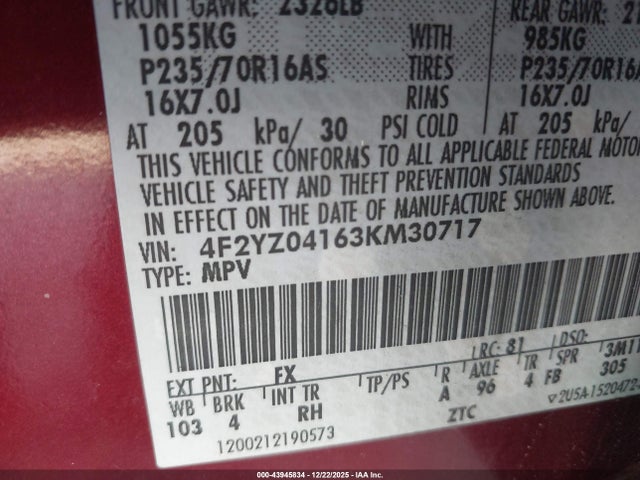 FRONT GAWR: 2326LB REAR GAWR:
1055KG WITH 985KG
P235/70R16AS TIRES P235/70R16AS
16X7.0J RIMS 16X7.0J
AT 205 kPa/ 30 PSI COLD AT 205 kPa/
THIS VEHICLE CONFORMS TO ALL APPLICABLE FEDERAL MOTOR
VEHICLE SAFETY AND THEFT PREVENTION STANDARDS
IN EFFECT ON THE DATE OF MANUFACTURE SHOWN ABOVE.
VIN: 4F2YZ04163KM30717
TYPE: MPV
LRC: 81 DSO:
EXT PNT: FX
WB BRK INT TR TP/PS R AXLE TR SPR 3M11
103 4 RH A 96 4 FB 305
1200212190573 ZTC
000-43945834 - 12/22/2025 - IAA Inc.